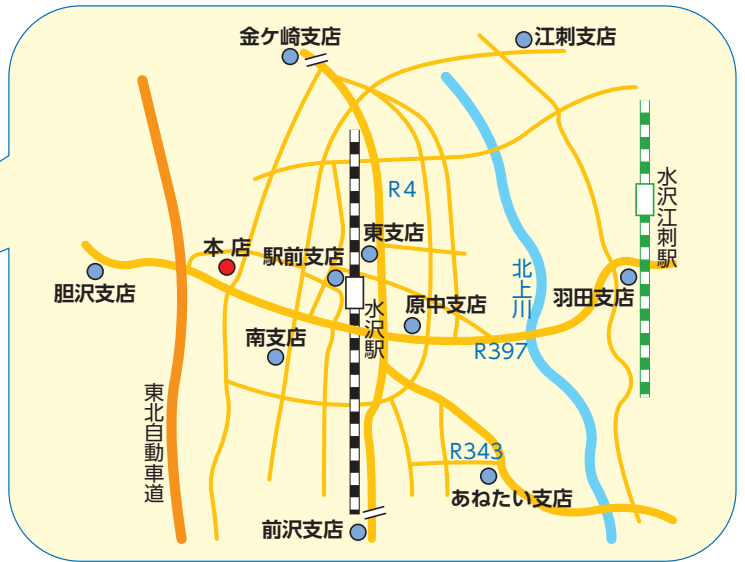 金ケ崎支店
江刺支店
R4
水沢江刺駅
東支店
本店
駅前支店
胆沢支店
北上川
羽田支店
原中支店
水沢駅
南支店
R397
東北自動車道
R343
あねたい支店
前沢支店